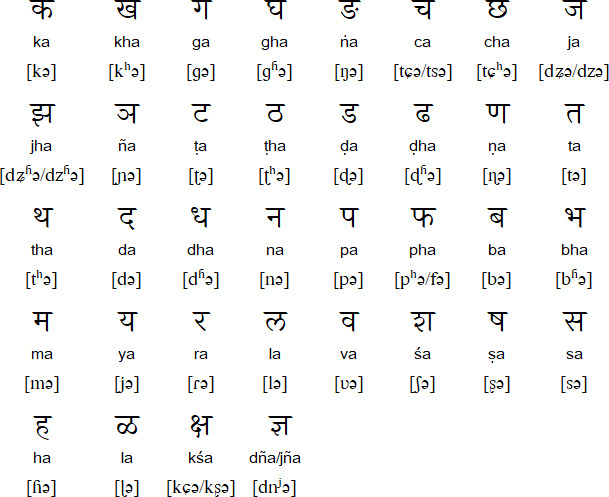 क ख ग घ ङ च छ ज
ka kha ga gha ṅa ca cha ja
[kə] [kʰə] [ɡə] [ɡʱə] [ŋə] [tɕə/tsə] [tɕʰə] [dʑə/dzə]
झ ञ ट ठ ड ढ ण त
jha ña ṭa ṭha ḍa ḍha ṇa ta
[dʑʱə/dzʱə] [ɲə] [ʈə] [ʈʰə] [ɖə] [ɖʱə] [ɳə] [tə]
थ द ध न प फ ब भ
tha da dha na pa pha ba bha
[tʰə] [də] [dʱə] [nə] [pə] [pʰə/fə] [bə] [bʱə]
म य र ल व श ष स
ma ya ra la va śa ṣa sa
[mə] [jə] [ɾə] [lə] [ʋə] [ʃə] [ʂə] [sə]
ह ळ क्ष ज्ञ
ha la kśa dña/jña
[ɦə] [ɭə] [kɕə/kʂə] [dnʲə]